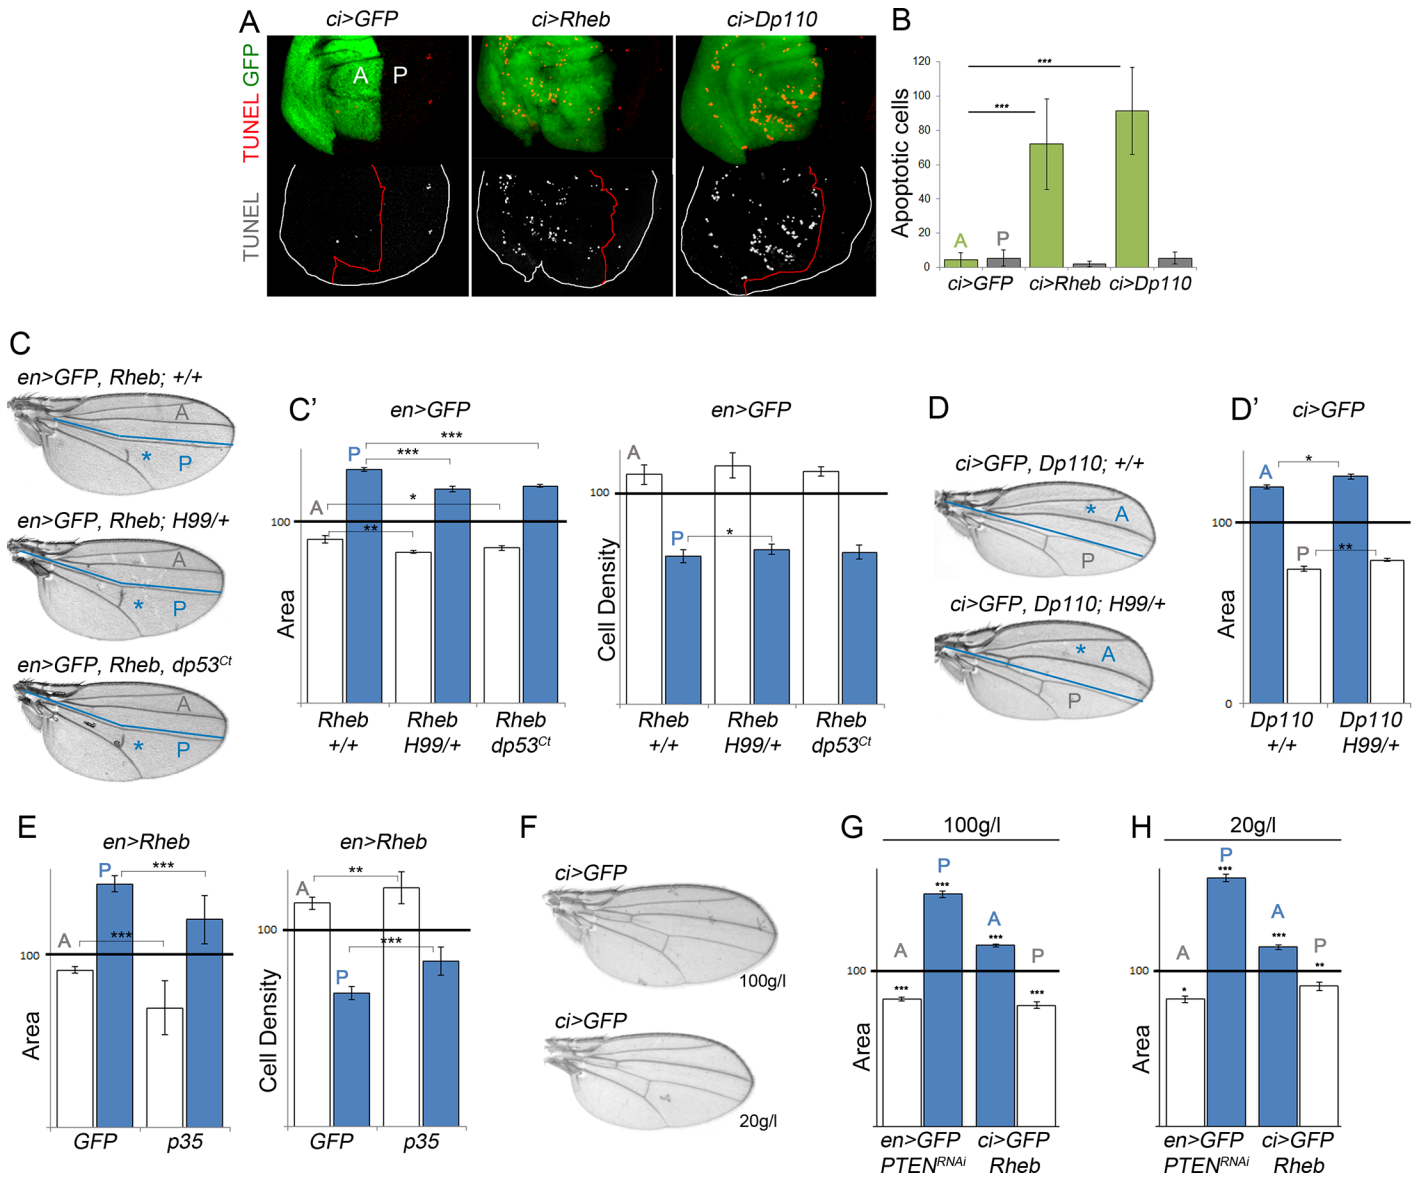 A
ci>GFP
ci>Rheb
ci>Dp110
TUNEL GFP
A P
TUNEL
B
Apoptotic cells
120
100
80
60
40
20
0
***
***
A
P
ci>GFP ci>Rheb ci>Dp110
C
en>GFP, Rheb; +/+
A
* P
en>GFP, Rheb; H99/+
A
* P
en>GFP, Rheb, dp53Ct
A
* P
C'
en>GFP
Area
100
A
P
***
***
*
**
Rheb +/+
Rheb H99/+
Rheb dp53Ct
en>GFP
Cell Density
100
A
P
*
Rheb +/+
Rheb H99/+
Rheb dp53Ct
D
ci>GFP, Dp110; +/+
* A
P
ci>GFP, Dp110; H99/+
* A
P
D'
ci>GFP
Area
100
0
A
*
P
**
Dp110 +/+
Dp110 H99/+
E
en>Rheb
Area
100
A
P
***
***
GFP
p35
en>Rheb
Cell Density
100
A
**
P
***
GFP
p35
F
ci>GFP
100g/l
ci>GFP
20g/l
G
100g/l
Area
100
A
***
P
***
A
***
P
***
en>GFP PTENRNAi
ci>GFP Rheb
H
20g/l
Area
100
A
*
P
***
A
***
P
**
en>GFP PTENRNAi
ci>GFP Rheb